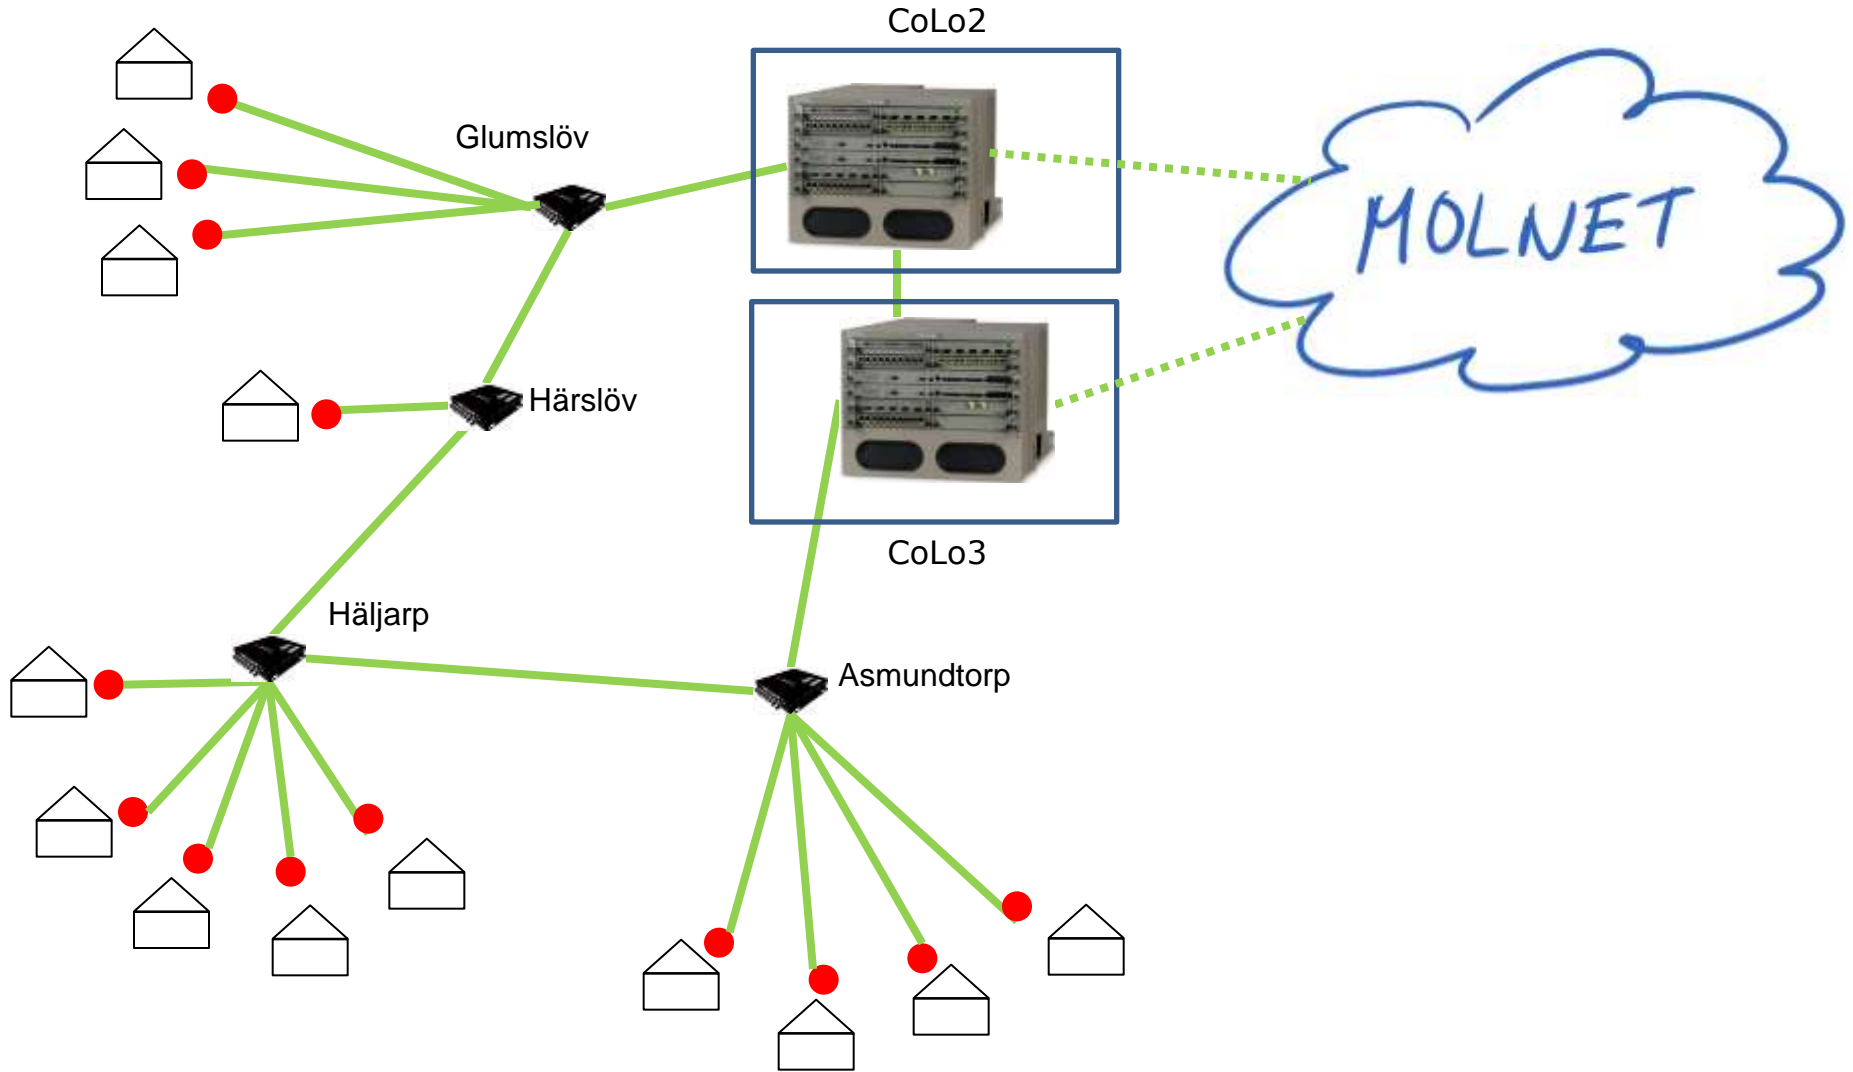 CoLo2
Glumslöv
MOLNET
Härslöv
CoLo3
Häljarp
Asmundtorp